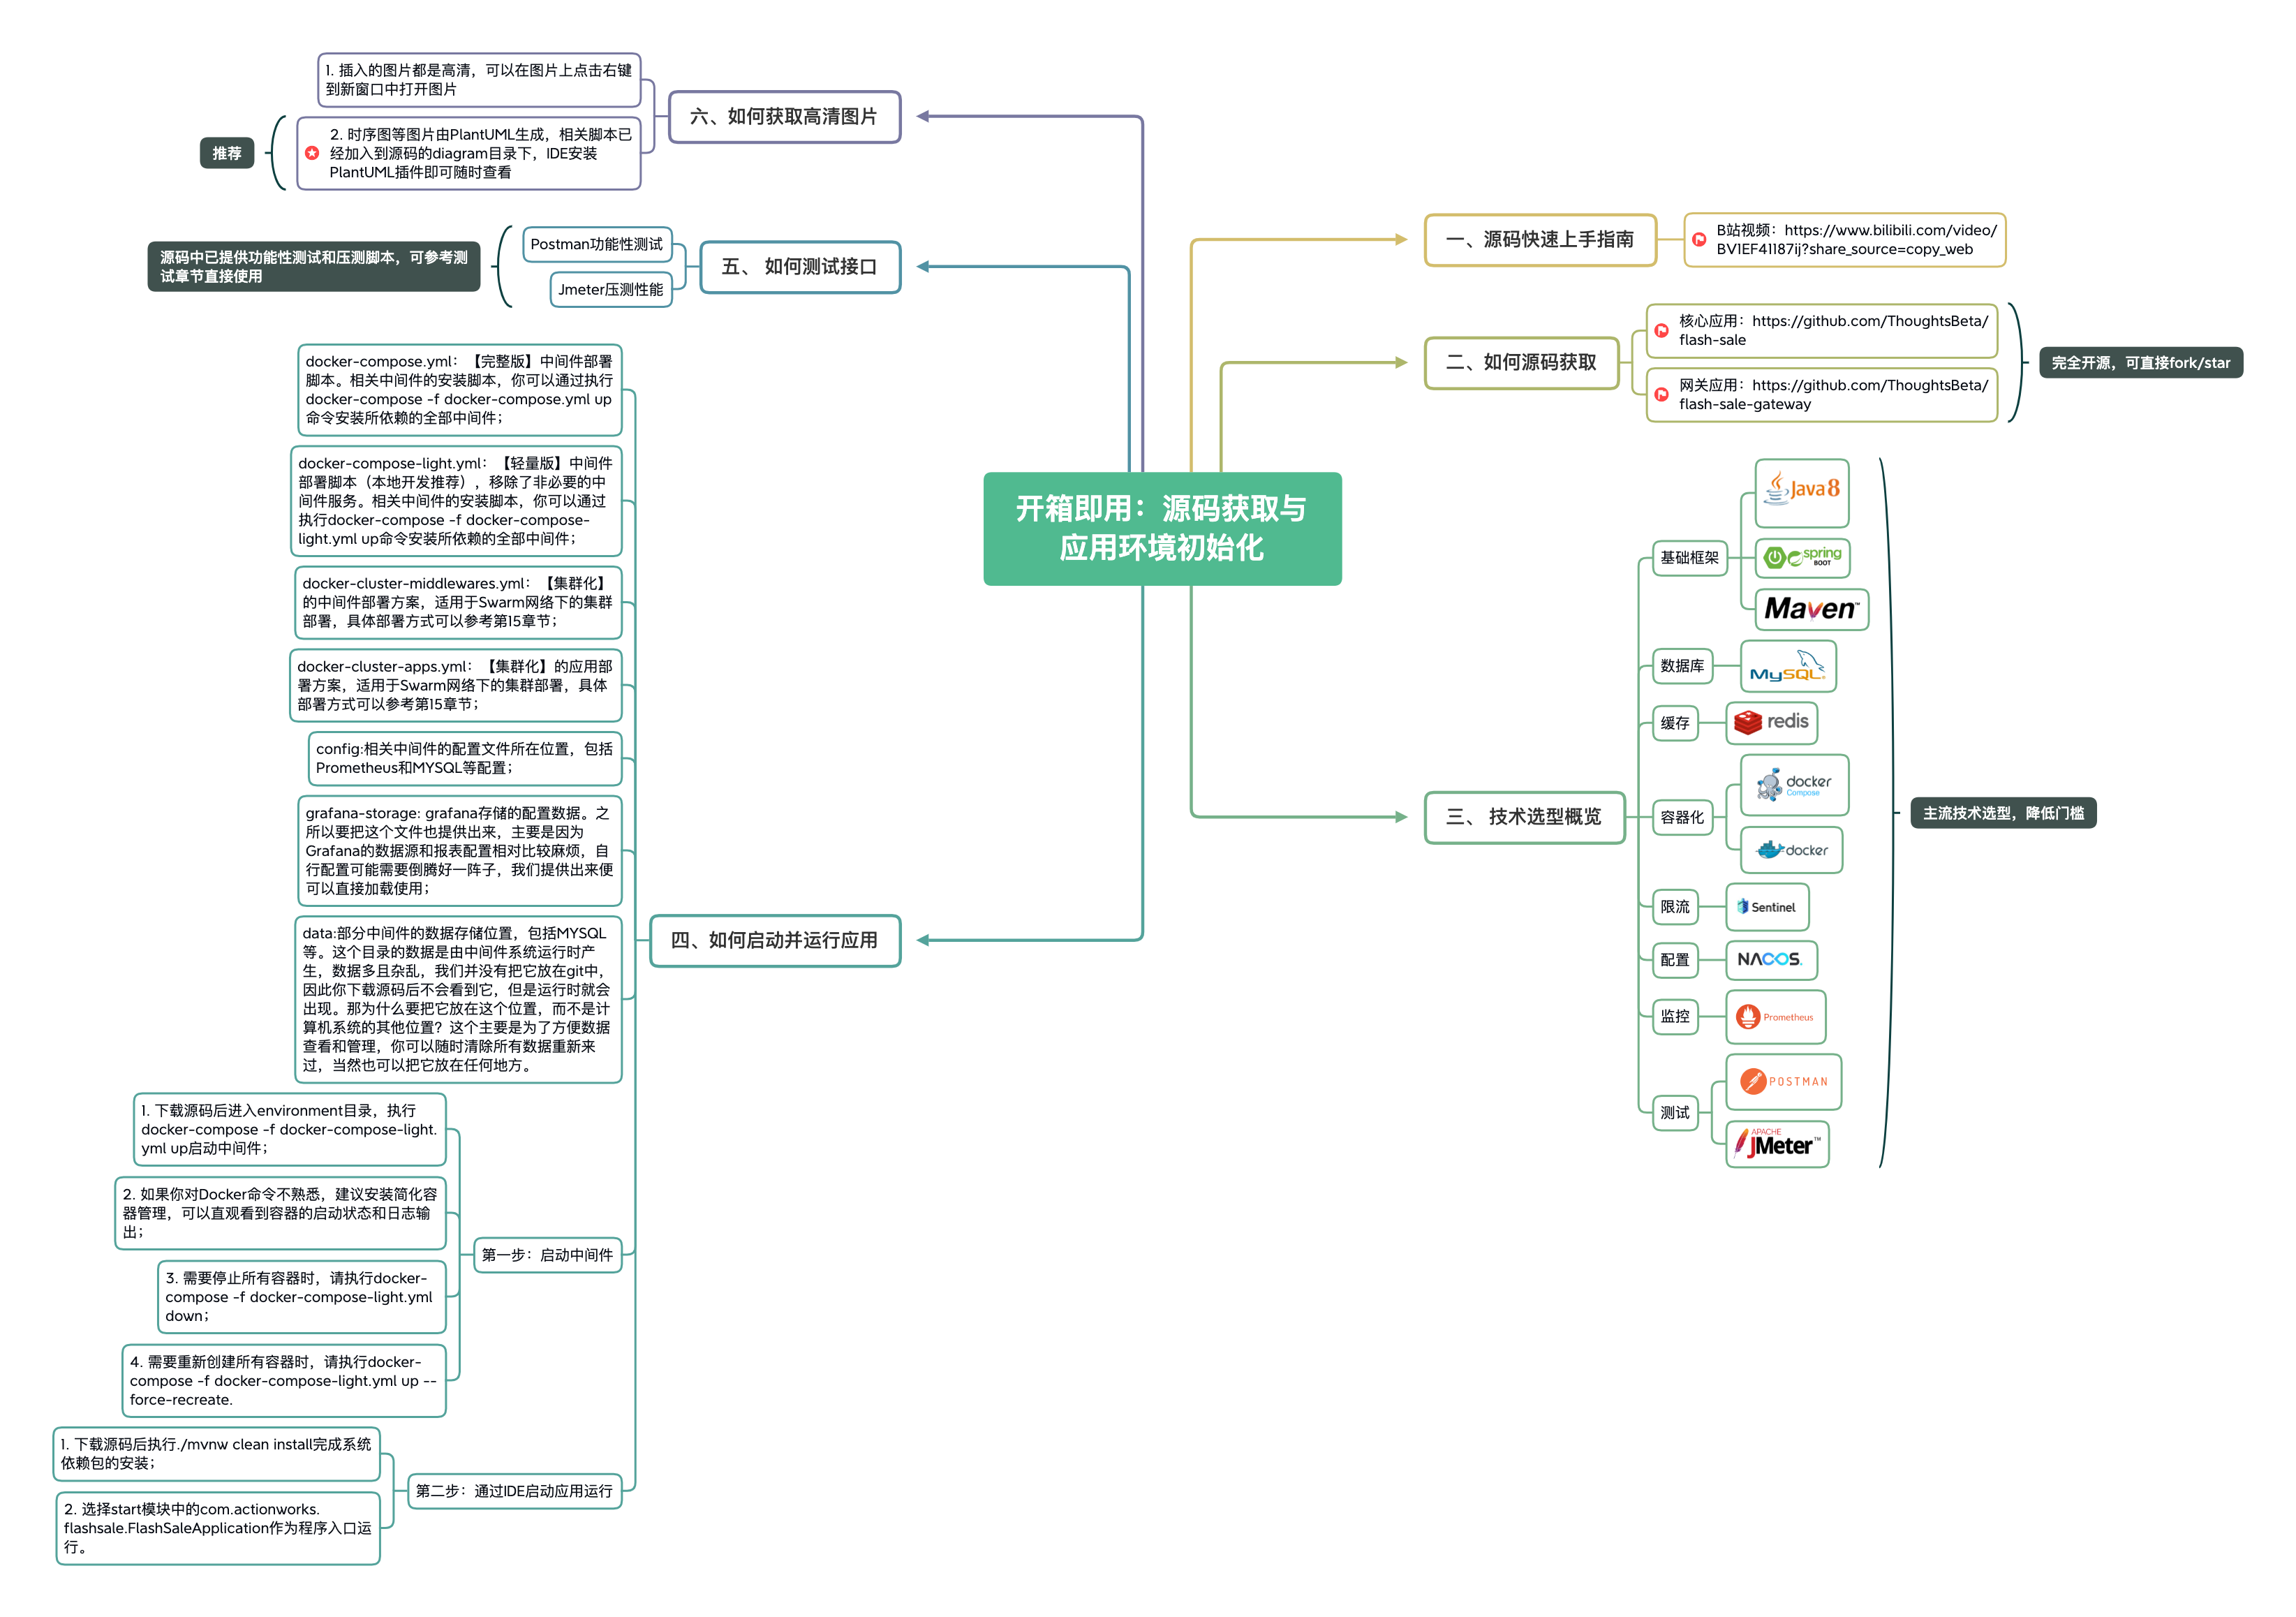 开箱即用：源码获取与
应用环境初始化
一、源码快速上手指南
B站视频：https://www.bilibili.com/video/
BV1EF411187ij?share_source=copy_web
二、如何源码获取
核心应用：https://github.com/ThoughtsBeta/
flash-sale
网关应用：https://github.com/ThoughtsBeta/
flash-sale-gateway
完全开源，可直接fork/star
三、 技术选型概览
基础框架
Java 8
spring
BOOT
Maven™
数据库
MySQL®
缓存
redis
容器化
docker
Compose
docker
限流
Sentinel
配置
NACOS.
监控
Prometheus
测试
POSTMAN
APACHE
JMeter™
主流技术选型，降低门槛
四、如何启动并运行应用
docker-compose.yml：【完整版】中间件部署
脚本。相关中间件的安装脚本，你可以通过执行
docker-compose -f docker-compose.yml up
命令安装所依赖的全部中间件；
docker-compose-light.yml：【轻量版】中间件
部署脚本（本地开发推荐），移除了非必要的中
间件服务。相关中间件的安装脚本，你可以通过
执行docker-compose -f docker-compose-
light.yml up命令安装所依赖的全部中间件；
docker-cluster-middlewares.yml：【集群化】
的中间件部署方案，适用于Swarm网络下的集群
部署，具体部署方式可以参考第15章节；
docker-cluster-apps.yml：【集群化】的应用部
署方案，适用于Swarm网络下的集群部署，具体
部署方式可以参考第15章节；
config:相关中间件的配置文件所在位置，包括
Prometheus和MYSQL等配置；
grafana-storage: grafana存储的配置数据。之
所以要把这个文件也提供出来，主要是因为
Grafana的数据源和报表配置相对比较麻烦，自
行配置可能需要倒腾好一阵子，我们提供出来便
可以直接加载使用；
data:部分中间件的数据存储位置，包括MYSQL
等。这个目录的数据是由中间件系统运行时产
生，数据多且杂乱，我们并没有把它放在git中，
因此你下载源码后不会看到它，但是运行时就会
出现。那为什么要把它放在这个位置，而不是计
算机系统的其他位置？这个主要是为了方便数据
查看和管理，你可以随时清除所有数据重新来
过，当然也可以把它放在任何地方。
第一步：启动中间件
1. 下载源码后进入environment目录，执行
docker-compose -f docker-compose-light.
yml up启动中间件；
2. 如果你对Docker命令不熟悉，建议安装简化容
器管理，可以直观看到容器的启动状态和日志输
出；
3. 需要停止所有容器时，请执行docker-
compose -f docker-compose-light.yml
down；
4. 需要重新创建所有容器时，请执行docker-
compose -f docker-compose-light.yml up --
force-recreate.
第二步：通过IDE启动应用运行
1. 下载源码后执行./mvnw clean install完成系统
依赖包的安装；
2. 选择start模块中的com.actionworks.
flashsale.FlashSaleApplication作为程序入口运
行。
五、 如何测试接口
Postman功能性测试
Jmeter压测性能
源码中已提供功能性测试和压测脚本，可参考测
试章节直接使用
六、如何获取高清图片
1. 插入的图片都是高清，可以在图片上点击右键
到新窗口中打开图片
2. 时序图等图片由PlantUML生成，相关脚本已
经加入到源码的diagram目录下，IDE安装
PlantUML插件即可随时查看
推荐